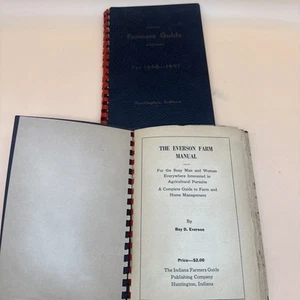 Farmers Guide
Huntington, Indiana
THE EVERSON FARM
MANUAL
For the Busy Man and Woman
Everywhere Interested in
Agricultural Pursuits
A Complete Guide to Farm and
Home Management
By
Roy D. Everson
Price—$2.00
The Indiana Farmers Guide
Publishing Company
Huntington, Indiana